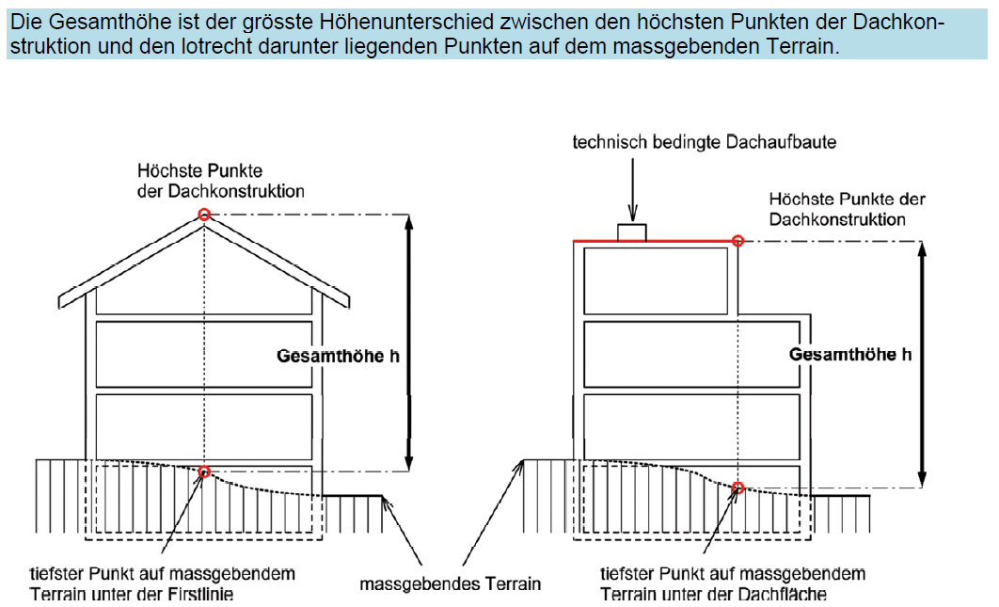 Die Gesamthöhe ist der grösste Höhenunterschied zwischen den höchsten Punkten der Dachkon-
struktion und den lotrecht darunter liegenden Punkten auf dem massgebenden Terrain.
technisch bedingte Dachaufbaute
Höchste Punkte
der Dachkonstruktion
Höchste Punkte der
Dachkonstruktion
Gesamthöhe h
Gesamthöhe h
tiefster Punkt auf massgebendem
Terrain unter der Firstlinie
massgebendes Terrain
tiefster Punkt auf massgebendem
Terrain unter der Dachfläche